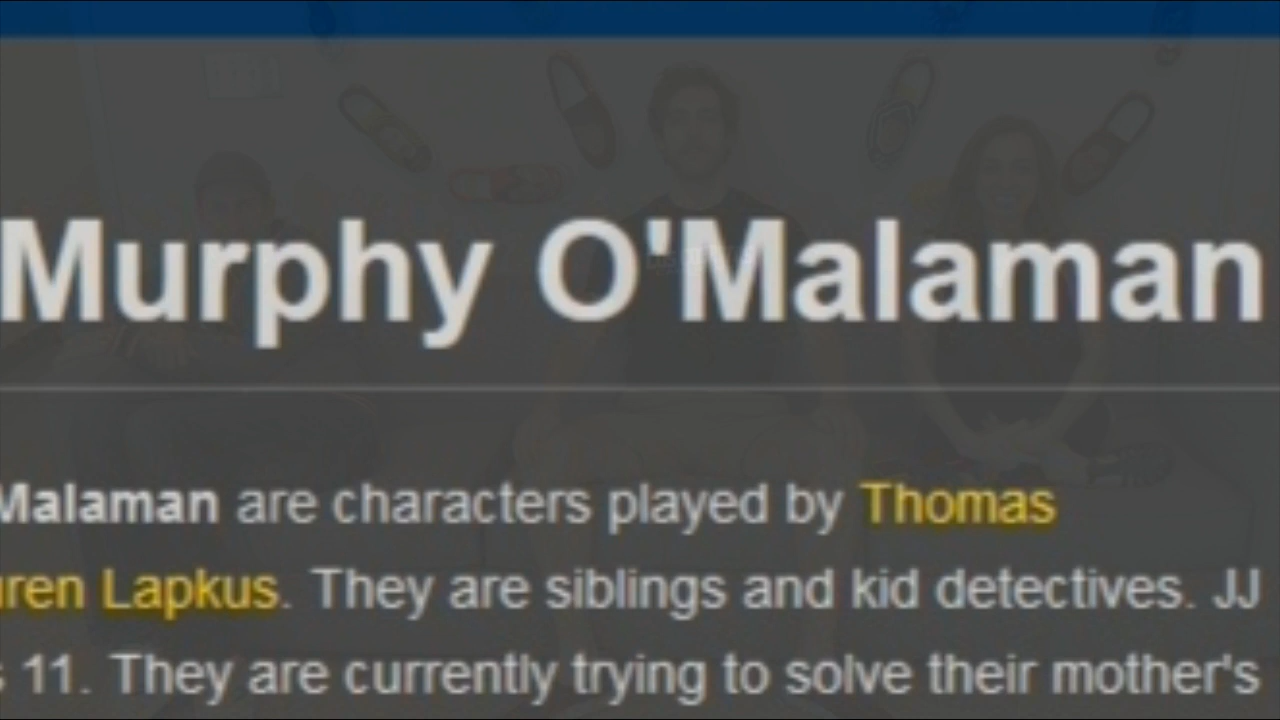 Murphy O'Malaman
Malaman are characters played by Thomas
uren Lapkus. They are siblings and kid detectives. JJ
s 11. They are currently trying to solve their mother's